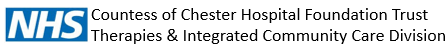 NHS
Countess of Chester Hospital Foundation Trust
Therapies & Integrated Community Care Division